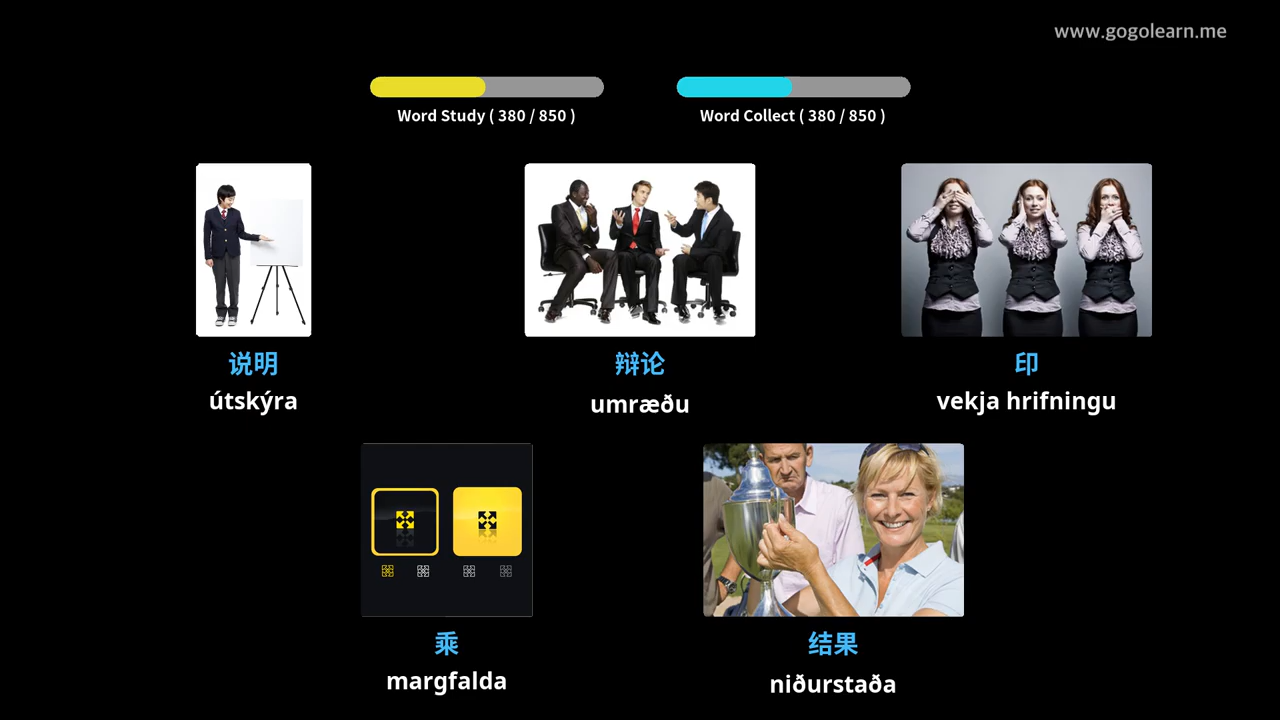 www.gogolearn.me
Word Study ( 380 / 850 )
Word Collect ( 380 / 850 )
说明
útskýra
辩论
umræðu
印
vekja hrifningu
乘
margfalda
结果
niðurstaða